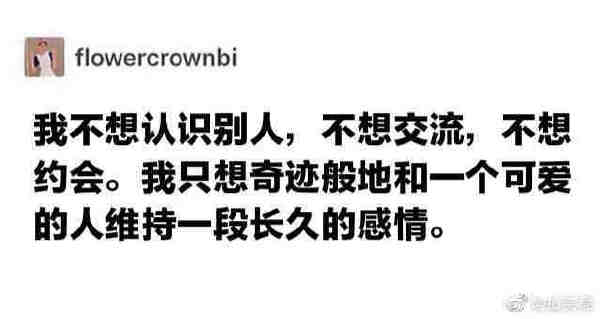 flowercrownbi
我不想认识别人，不想交流，不想
约会。我只想奇迹般地和一个可爱
的人维持一段长久的感情。